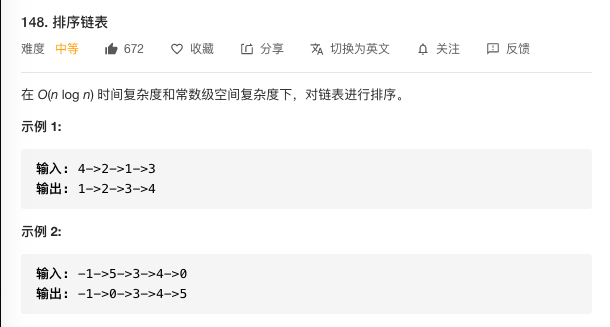 148. 排序链表
难度 中等 672 收藏 分享 切换为英文 关注 反馈
在 O(n log n) 时间复杂度和常数级空间复杂度下，对链表进行排序。
示例 1:
输入: 4->2->1->3
输出: 1->2->3->4
示例 2:
输入: -1->5->3->4->0
输出: -1->0->3->4->5